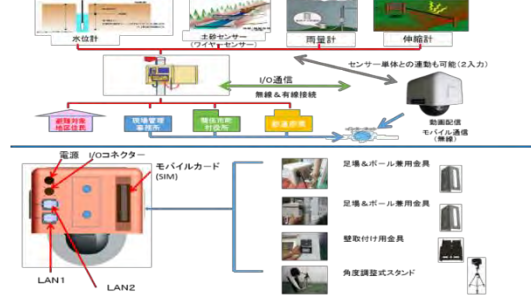 水位計
土砂センサー
(ワイヤーセンサー)
雨量計
伸縮計
センサー単体との連動も可能(2入力)
I/O通信
無線&有線接続
避難対象
地区住民
現場管理
事務所
関係市町
村役所
動画配信
モバイル通信
(無線)
電源
I/Oコネクター
モバイルカード
(SIM)
LAN1
LAN2
足場&ポール兼用金具
足場&ポール兼用金具
壁取付け用金具
角度調整式スタンド